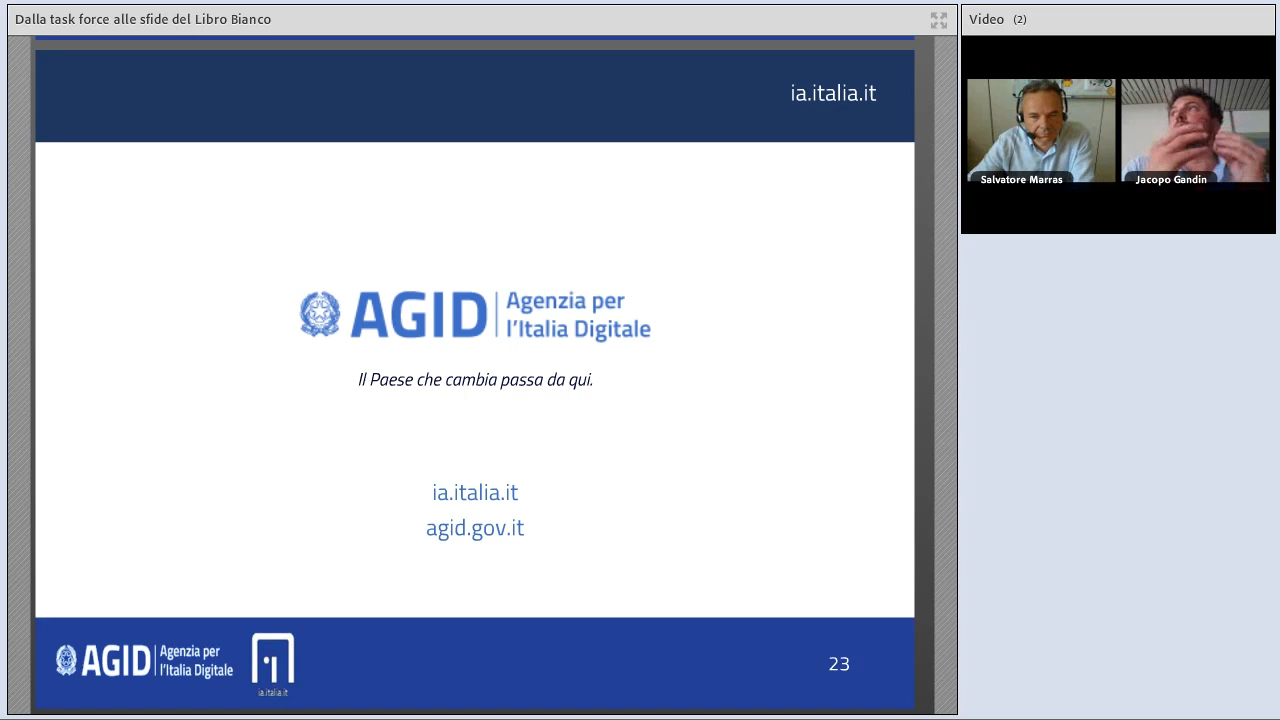 Dalla task force alle sfide del Libro Bianco
Video (2)
ia.italia.it
Salvatore Marras
Jacopo Gandin
AGID
Agenzia per
l'Italia Digitale
Il Paese che cambia passa da qui.
ia.italia.it
agid.gov.it
AGID
Agenzia per
l'Italia Digitale
ia.italia.it
23